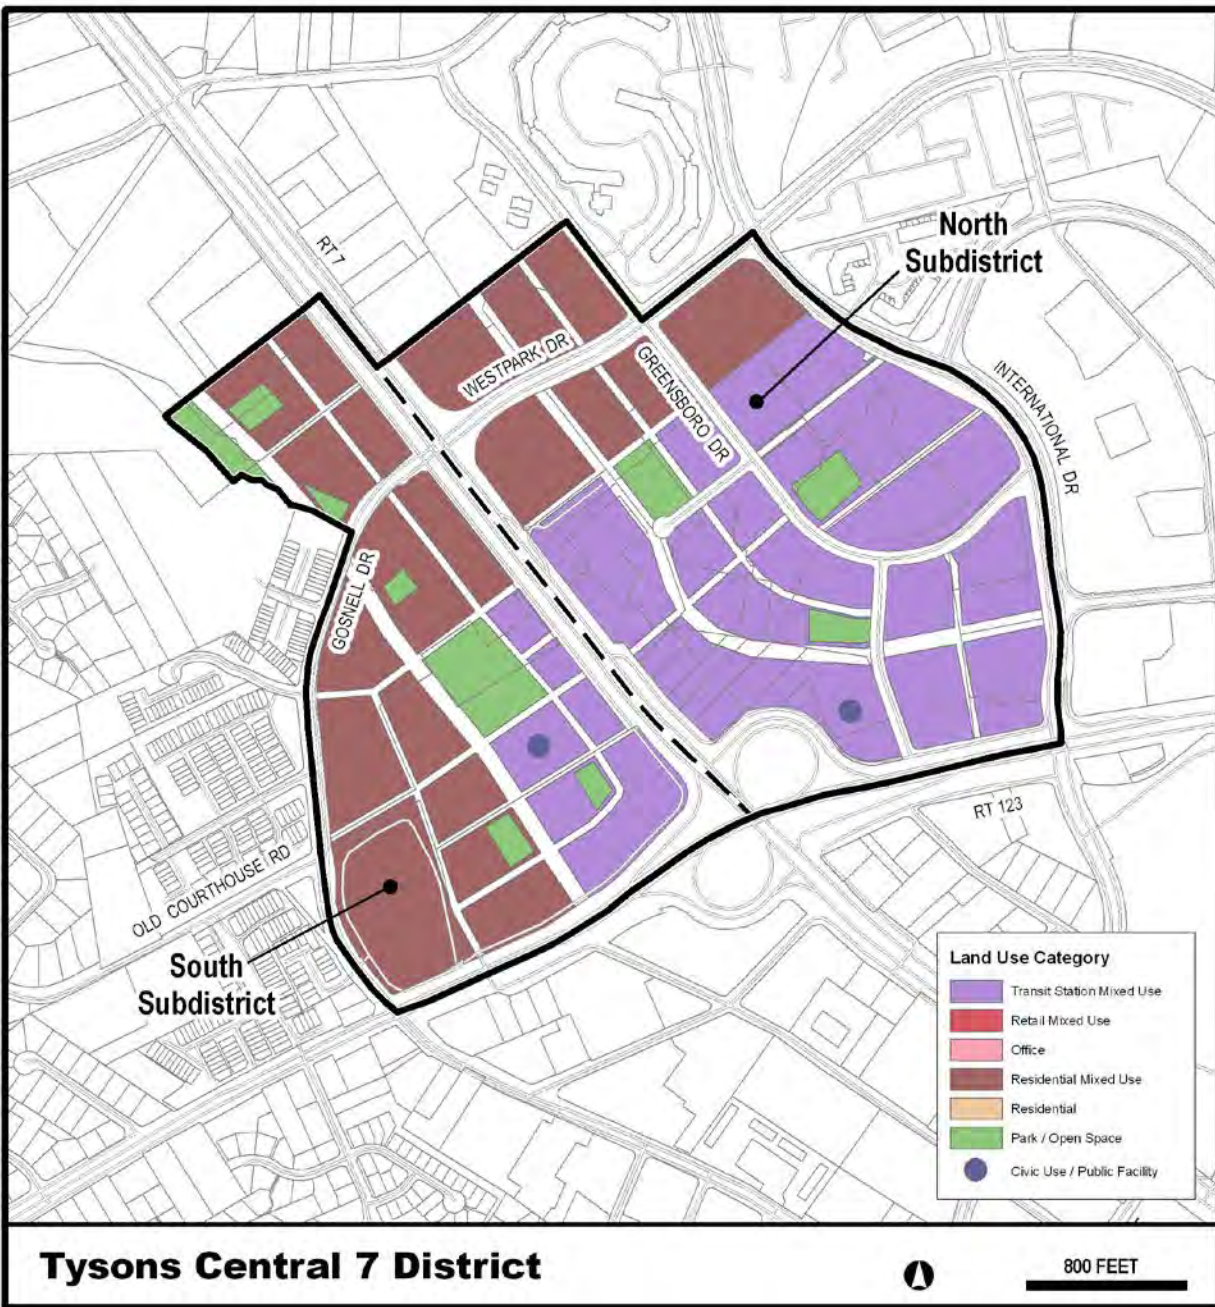 North
Subdistrict
RT 7
WESTPARK DR
GREENSBORO DR
INTERNATIONAL DR
GOSNELL DR
RT 123
OLD COURTHOUSE RD
South
Subdistrict
Land Use Category
Transit Station Mixed Use
Retail Mixed Use
Office
Residential Mixed Use
Residential
Park / Open Space
Civic Use / Public Facility
Tysons Central 7 District
800 FEET